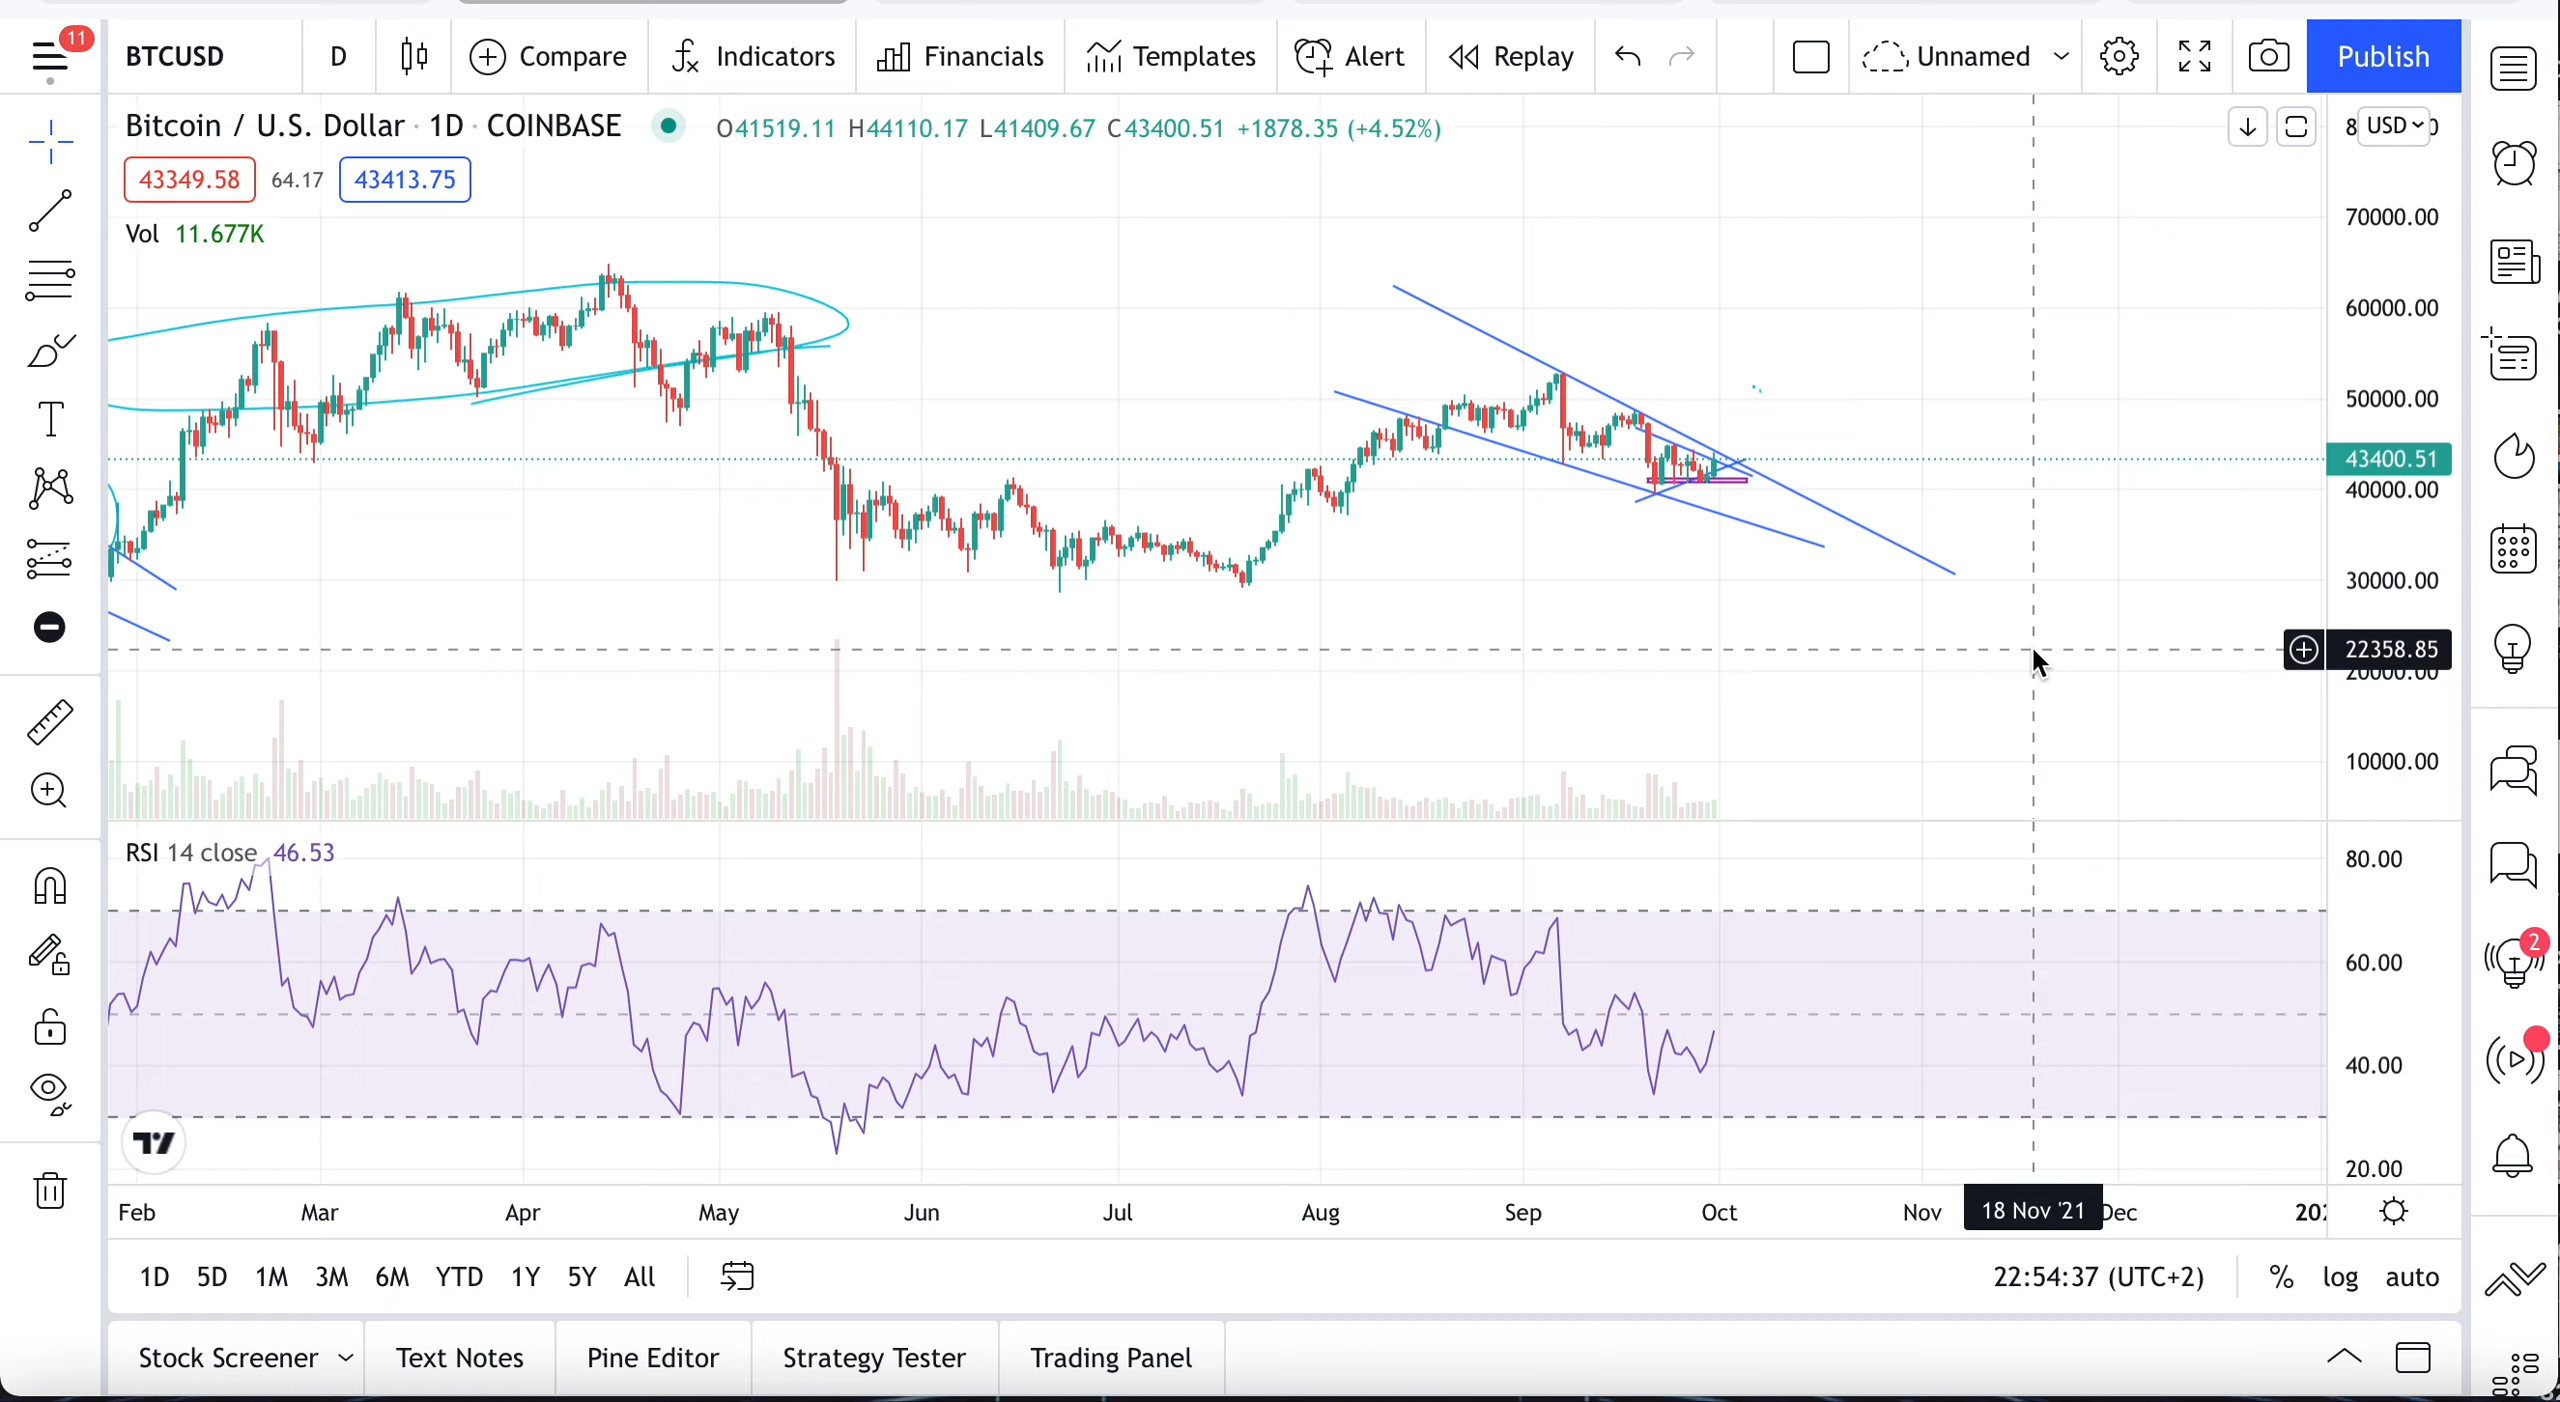 11
BTCUSD D Compare Indicators Financials Templates Alert Replay Unnamed Publish
Bitcoin / U.S. Dollar · 1D · COINBASE O41519.11 H44110.17 L41409.67 C43400.51 +1878.35 (+4.52%)
USD
43349.58 64.17 43413.75
Vol 11.677K
70000.00
60000.00
50000.00
43400.51
40000.00
30000.00
22358.85
20000.00
10000.00
RSI 14 close 46.53
80.00
60.00
40.00
20.00
2
Feb Mar Apr May Jun Jul Aug Sep Oct Nov 18 Nov '21 Dec
1D 5D 1M 3M 6M YTD 1Y 5Y All 22:54:37 (UTC+2) % log auto
Stock Screener Text Notes Pine Editor Strategy Tester Trading Panel